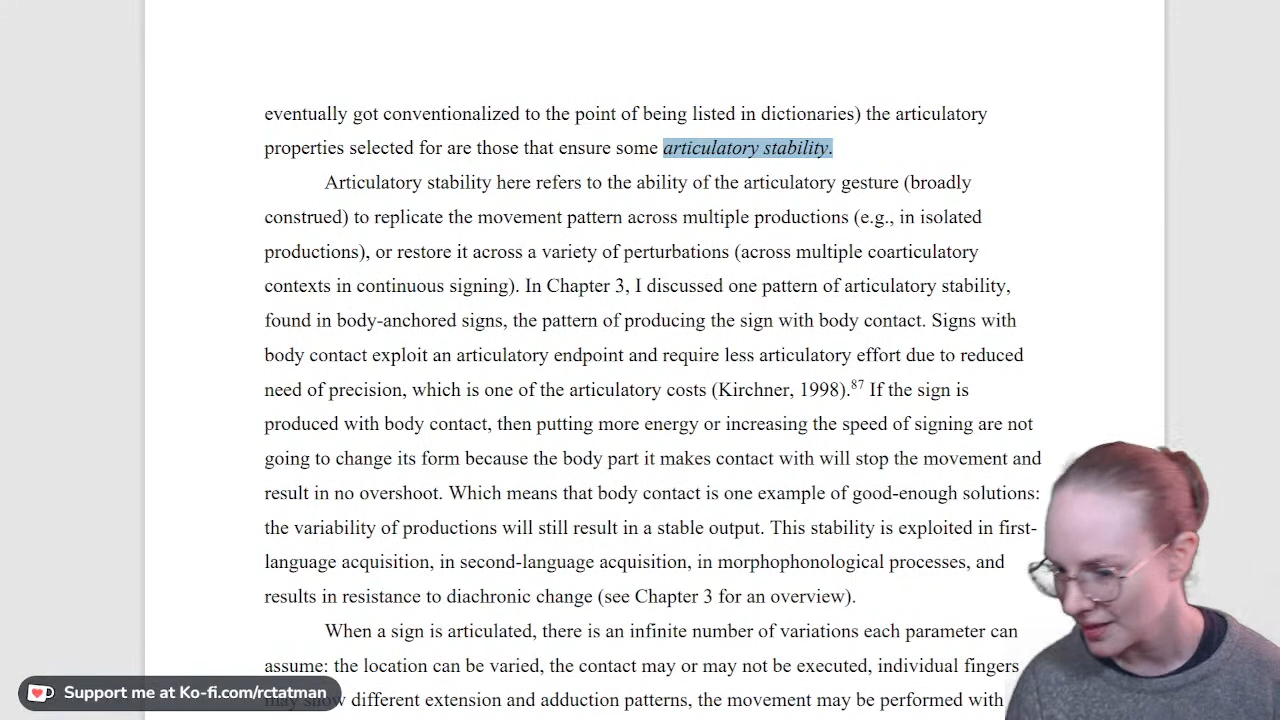 eventually got conventionalized to the point of being listed in dictionaries) the articulatory
properties selected for are those that ensure some articulatory stability.
Articulatory stability here refers to the ability of the articulatory gesture (broadly
construed) to replicate the movement pattern across multiple productions (e.g., in isolated
productions), or restore it across a variety of perturbations (across multiple coarticulatory
contexts in continuous signing). In Chapter 3, I discussed one pattern of articulatory stability,
found in body-anchored signs, the pattern of producing the sign with body contact. Signs with
body contact exploit an articulatory endpoint and require less articulatory effort due to reduced
need of precision, which is one of the articulatory costs (Kirchner, 1998).87 If the sign is
produced with body contact, then putting more energy or increasing the speed of signing are not
going to change its form because the body part it makes contact with will stop the movement and
result in no overshoot. Which means that body contact is one example of good-enough solutions:
the variability of productions will still result in a stable output. This stability is exploited in first-
language acquisition, in second-language acquisition, in morphophonological processes, and
results in resistance to diachronic change (see Chapter 3 for an overview).
When a sign is articulated, there is an infinite number of variations each parameter can
assume: the location can be varied, the contact may or may not be executed, individual fingers
may show different extension and adduction patterns, the movement may be performed with
Support me at Ko-fi.com/rctatman